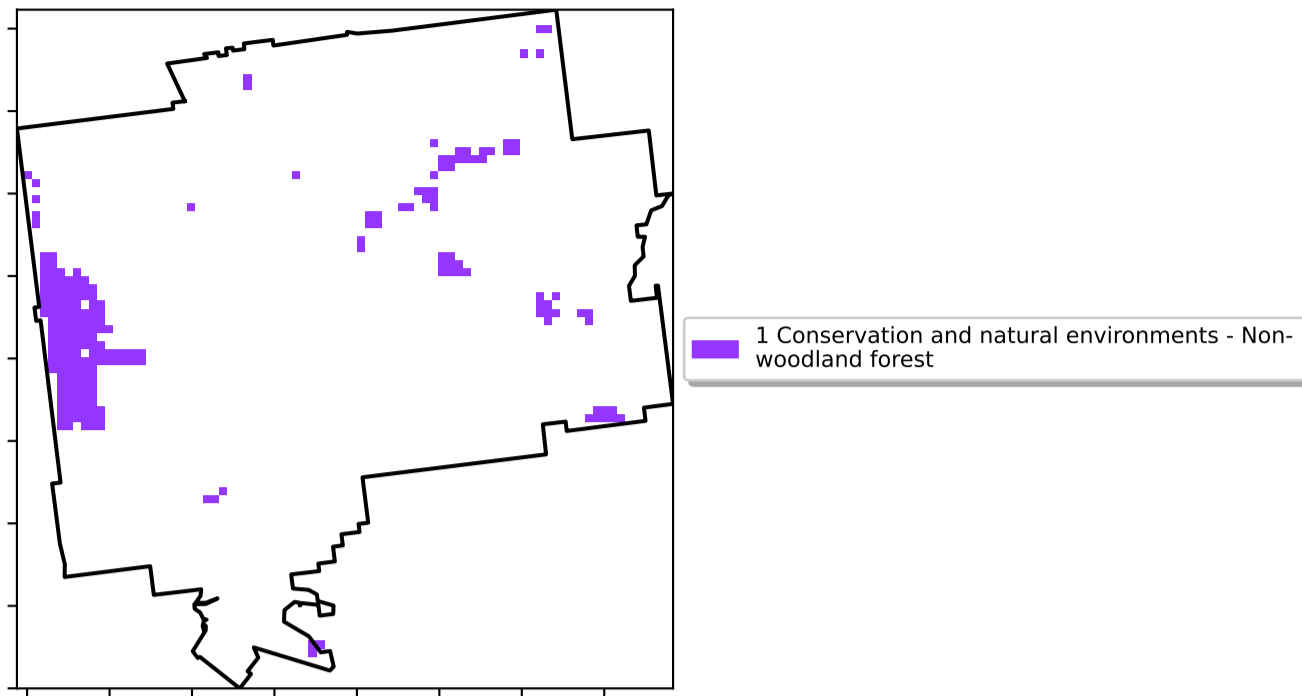 1 Conservation and natural environments - Non-
woodland forest